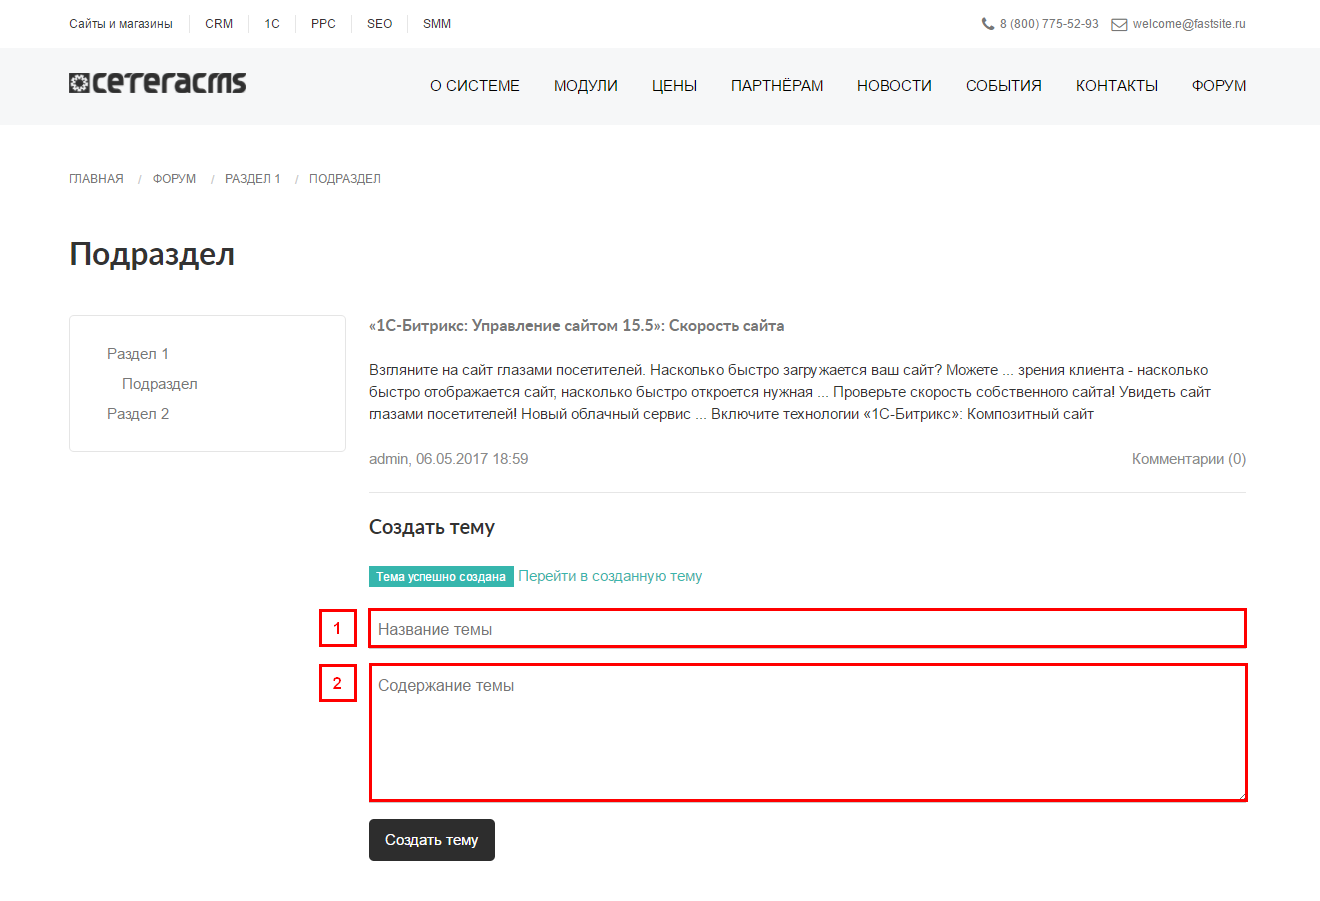 Сайты и магазины CRM 1С PPC SEO SMM 8 (800) 775-52-93 welcome@fastsite.ru
сетегасms О СИСТЕМЕ МОДУЛИ ЦЕНЫ ПАРТНЁРАМ НОВОСТИ СОБЫТИЯ КОНТАКТЫ ФОРУМ
ГЛАВНАЯ / ФОРУМ / РАЗДЕЛ 1 / ПОДРАЗДЕЛ
Подраздел
Раздел 1
Подраздел
Раздел 2
«1С-Битрикс: Управление сайтом 15.5»: Скорость сайта
Взгляните на сайт глазами посетителей. Насколько быстро загружается ваш сайт? Можете ... зрения клиента - насколько
быстро отображается сайт, насколько быстро откроется нужная ... Проверьте скорость собственного сайта! Увидеть сайт
глазами посетителей! Новый облачный сервис ... Включите технологии «1С-Битрикс»: Композитный сайт
admin, 06.05.2017 18:59 Комментарии (0)
Создать тему
Тема успешно создана Перейти в созданную тему
1 Название темы
2 Содержание темы
Создать тему